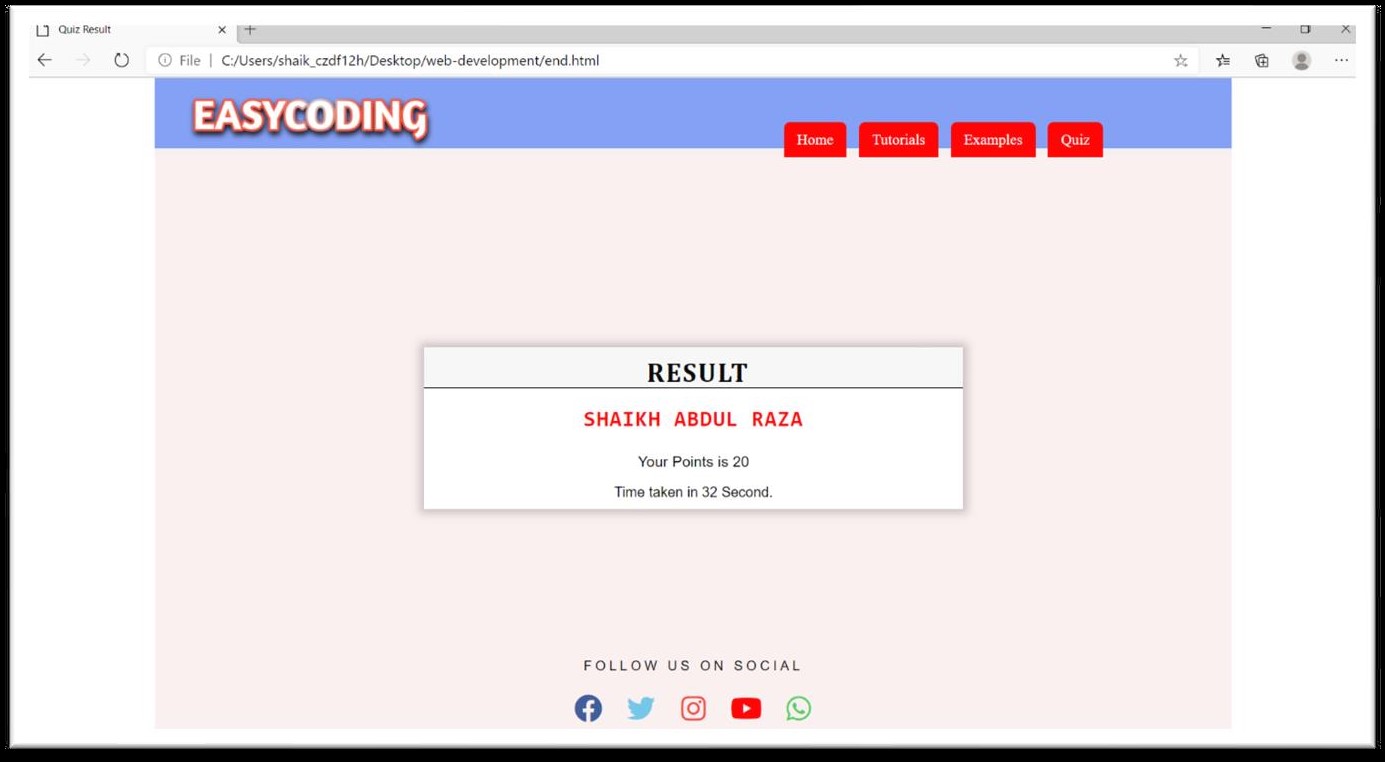 Quiz Result
File | C:/Users/shaik_czdf12h/Desktop/web-development/end.html
EASYCODING
Home Tutorials Examples Quiz
RESULT
SHAIKH ABDUL RAZA
Your Points is 20
Time taken in 32 Second.
FOLLOW US ON SOCIAL